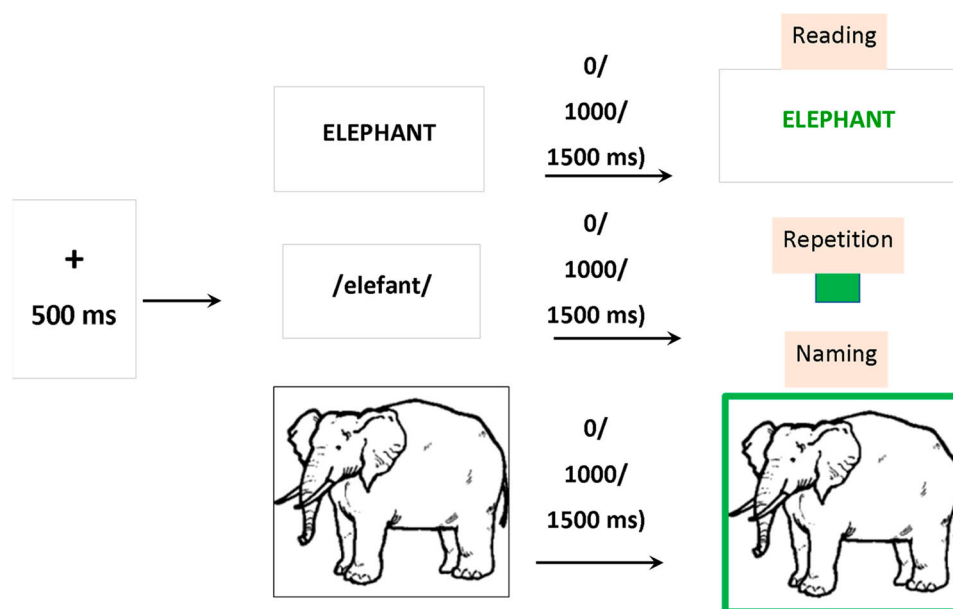 +
500 ms
ELEPHANT
0/
1000/
1500 ms)
Reading
ELEPHANT
/elefant/
0/
1000/
1500 ms)
Repetition
0/
1000/
1500 ms)
Naming